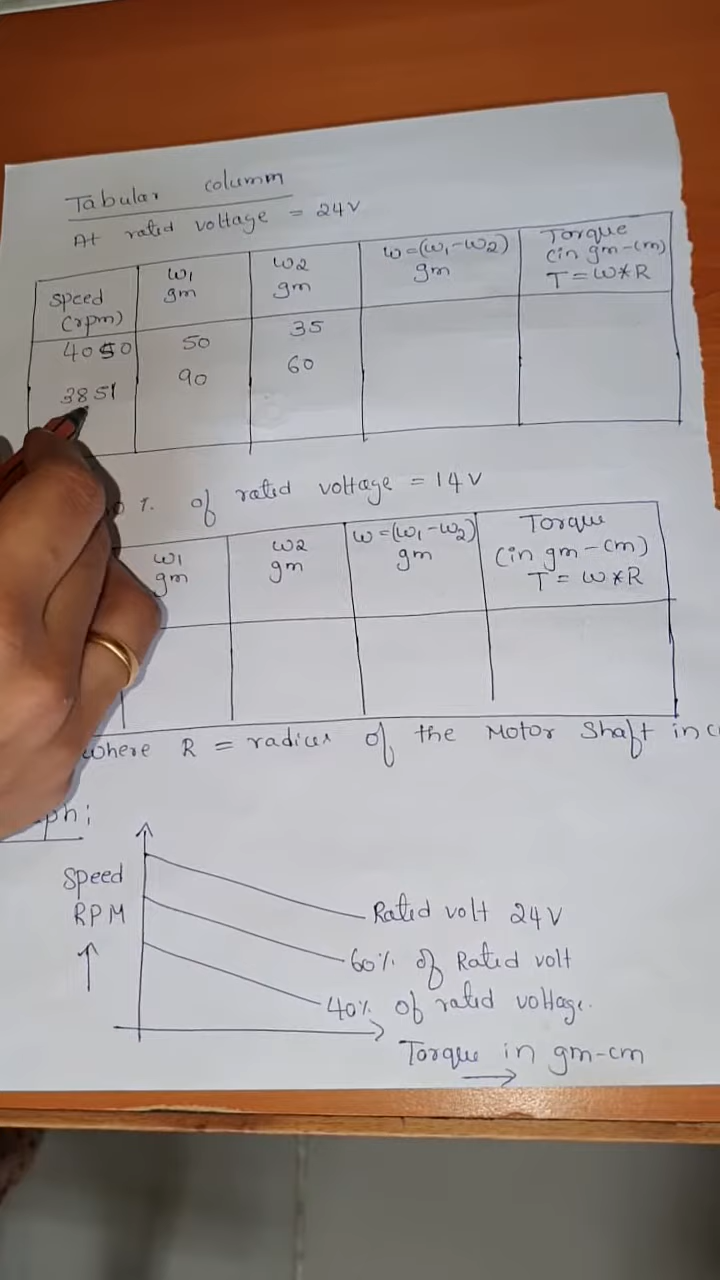 Tabular columm
At rated voltage = 24V
Speed (rpm) w1 gm w2 gm w=(w1-w2) gm Torque (in gm-cm) T=w*R
4050 50 35
3851 90 60
0 % of rated voltage = 14V
w1 gm w2 gm w=(w1-w2) gm Torque (in gm-cm) T = w*R
where R = radius of the Motor Shaft in c
ph;
Speed RPM
↑
Rated volt 24V
60% of Rated volt
40% of rated voltage.
Torque in gm-cm
→